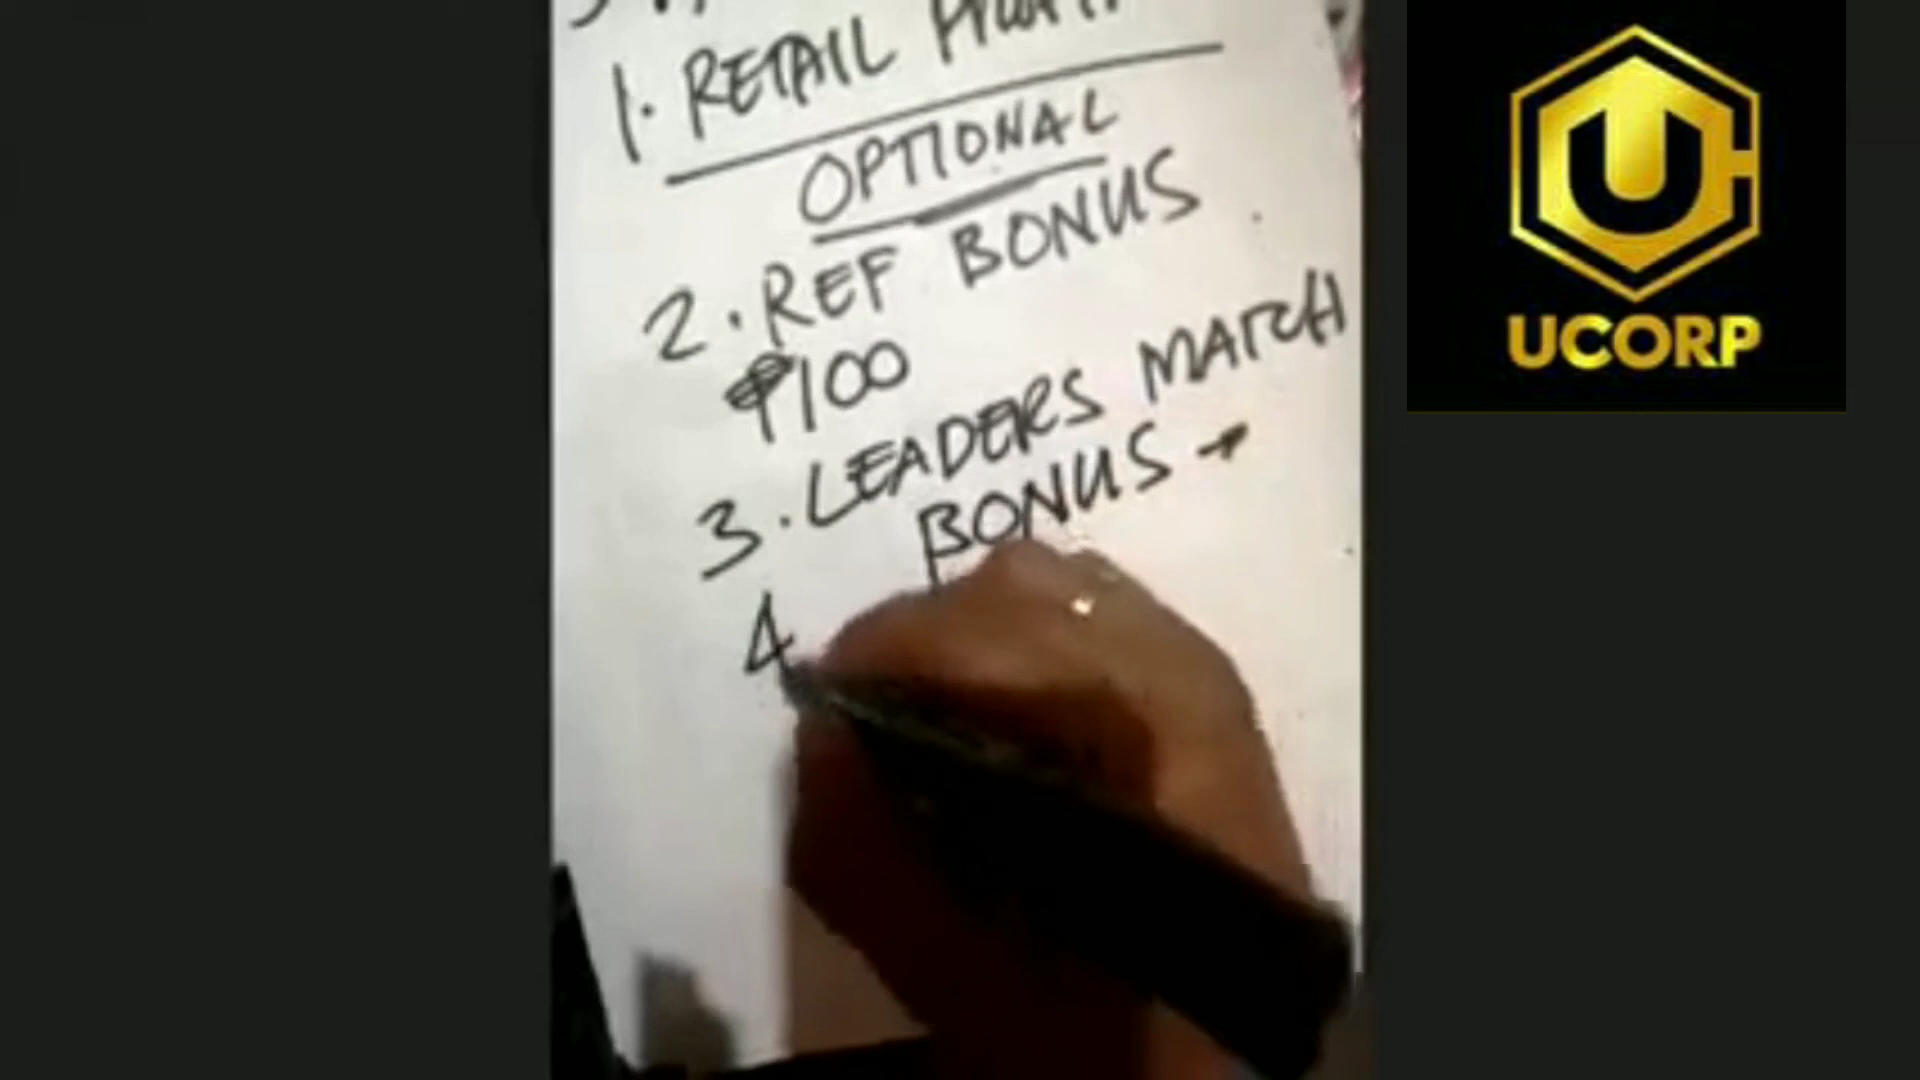 1. RETAIL
OPTIONAL
2. REF BONUS
₱100
3. LEADERS MATCH
BONUS -
4
UCORP